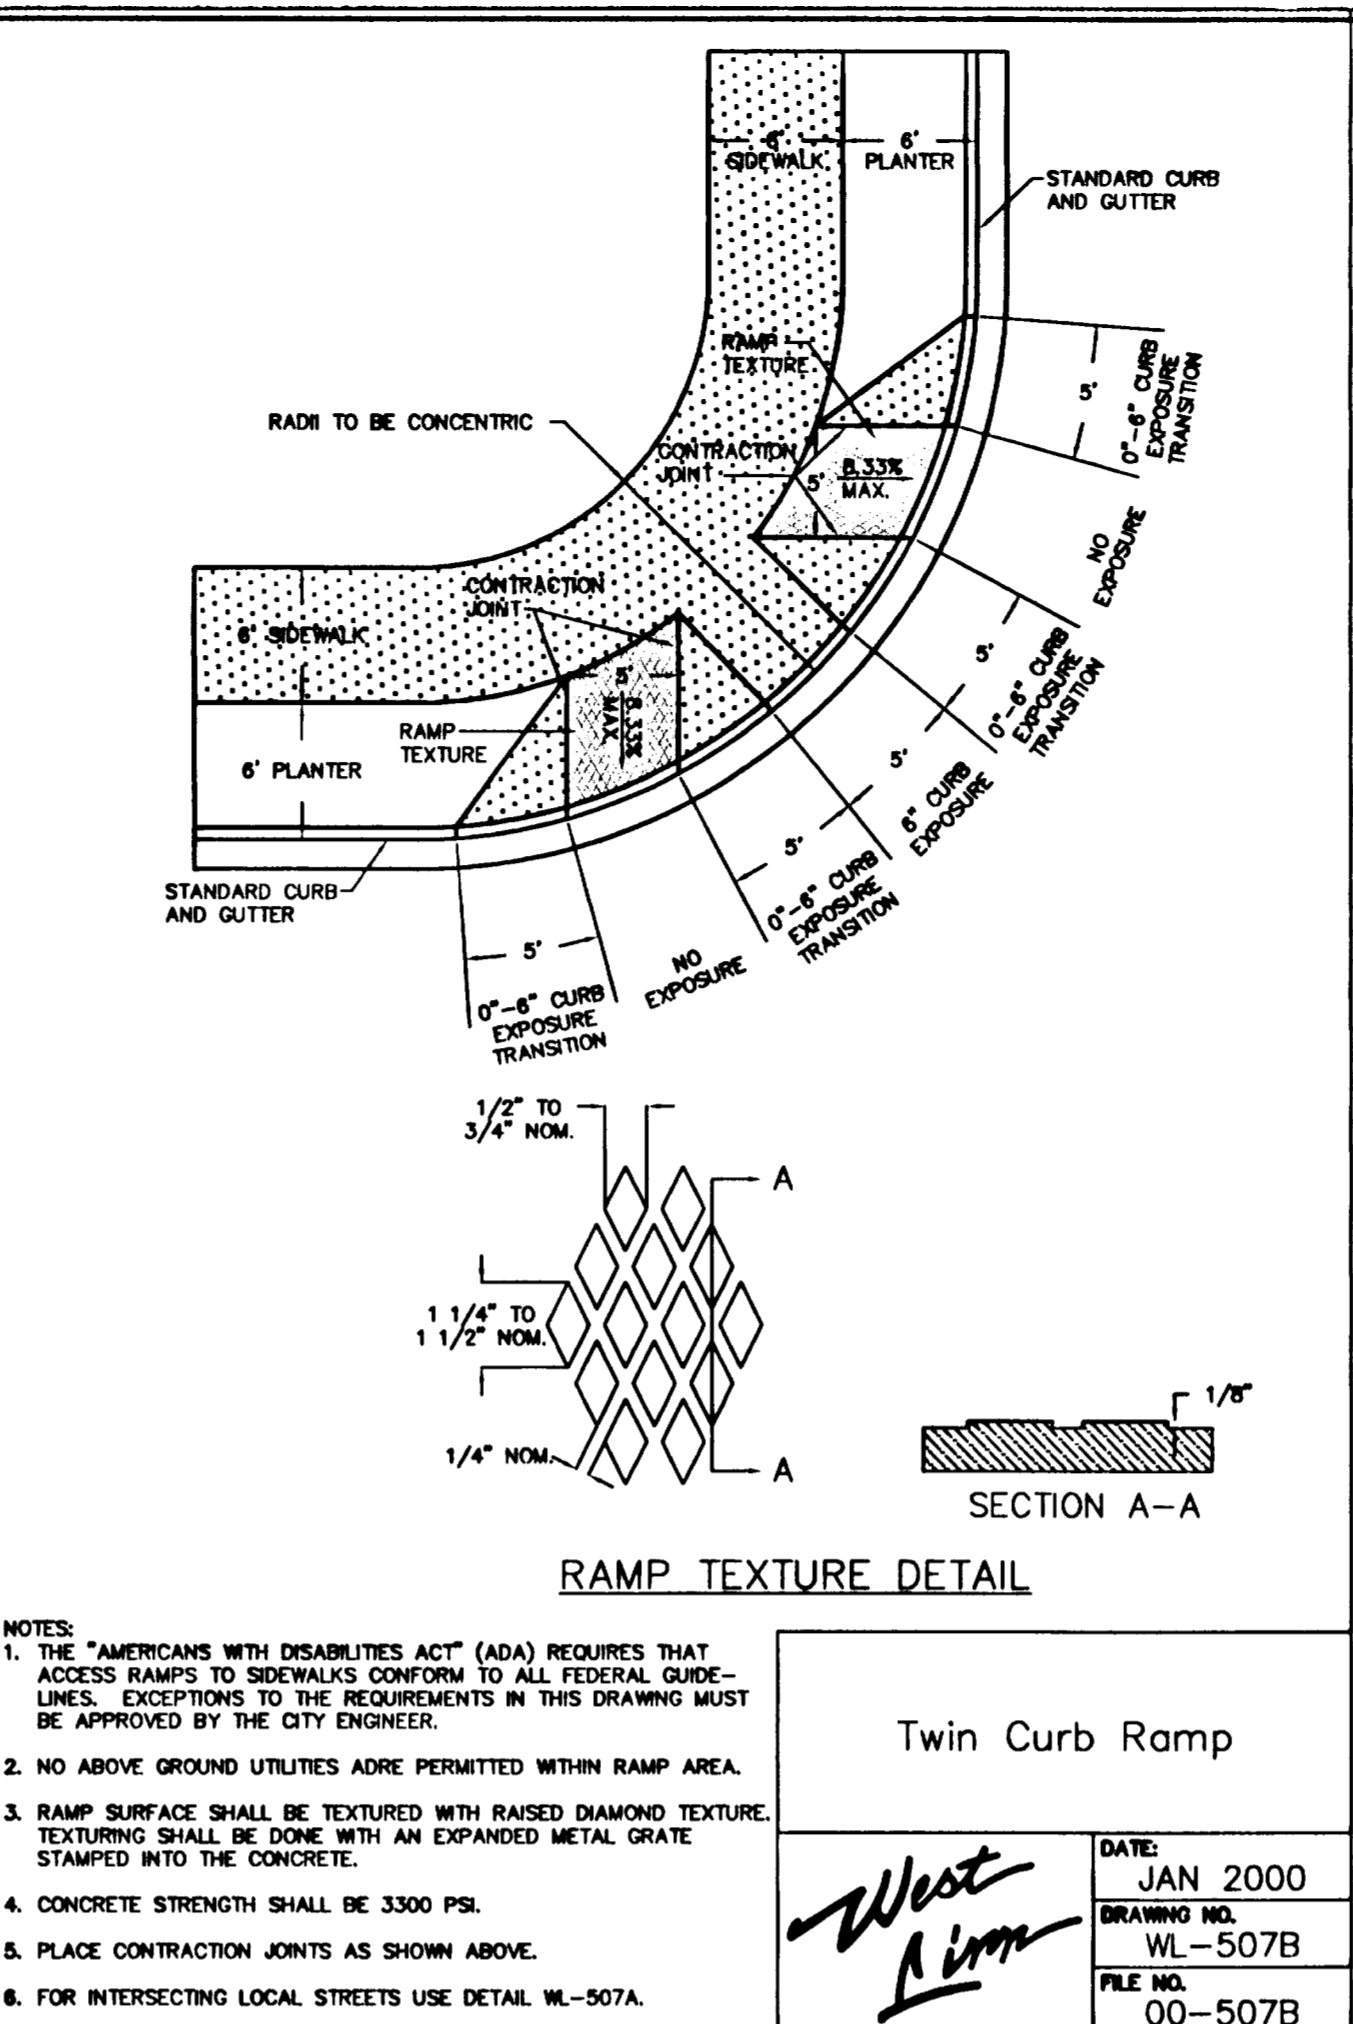 6'
SIDEWALK
6'
PLANTER
STANDARD CURB
AND GUTTER
RAMP
TEXTURE
5'
0"-6" CURB
EXPOSURE
TRANSITION
RADII TO BE CONCENTRIC
CONTRACTION
JOINT
5'
8.33%
MAX.
NO
EXPOSURE
CONTRACTION
JOINT
6' SIDEWALK
5'
8.33%
MAX
5'
0"-6" CURB
EXPOSURE
TRANSITION
RAMP
TEXTURE
6' PLANTER
5'
6" CURB
EXPOSURE
5'
0"-6" CURB
EXPOSURE
TRANSITION
STANDARD CURB
AND GUTTER
5'
NO
EXPOSURE
0"-6" CURB
EXPOSURE
TRANSITION
1/2" TO
3/4" NOM.
A
1 1/4" TO
1 1/2" NOM.
1/4" NOM.
A
1/8"
SECTION A-A
RAMP TEXTURE DETAIL
NOTES:
1. THE "AMERICANS WITH DISABILITIES ACT" (ADA) REQUIRES THAT
ACCESS RAMPS TO SIDEWALKS CONFORM TO ALL FEDERAL GUIDE-
LINES. EXCEPTIONS TO THE REQUIREMENTS IN THIS DRAWING MUST
BE APPROVED BY THE CITY ENGINEER.
2. NO ABOVE GROUND UTILITIES ADRE PERMITTED WITHIN RAMP AREA.
3. RAMP SURFACE SHALL BE TEXTURED WITH RAISED DIAMOND TEXTURE.
TEXTURING SHALL BE DONE WITH AN EXPANDED METAL GRATE
STAMPED INTO THE CONCRETE.
4. CONCRETE STRENGTH SHALL BE 3300 PSI.
5. PLACE CONTRACTION JOINTS AS SHOWN ABOVE.
6. FOR INTERSECTING LOCAL STREETS USE DETAIL WL-507A.
Twin Curb Ramp
West
Linn
DATE:
JAN 2000
DRAWING NO.
WL-507B
FILE NO.
00-507B